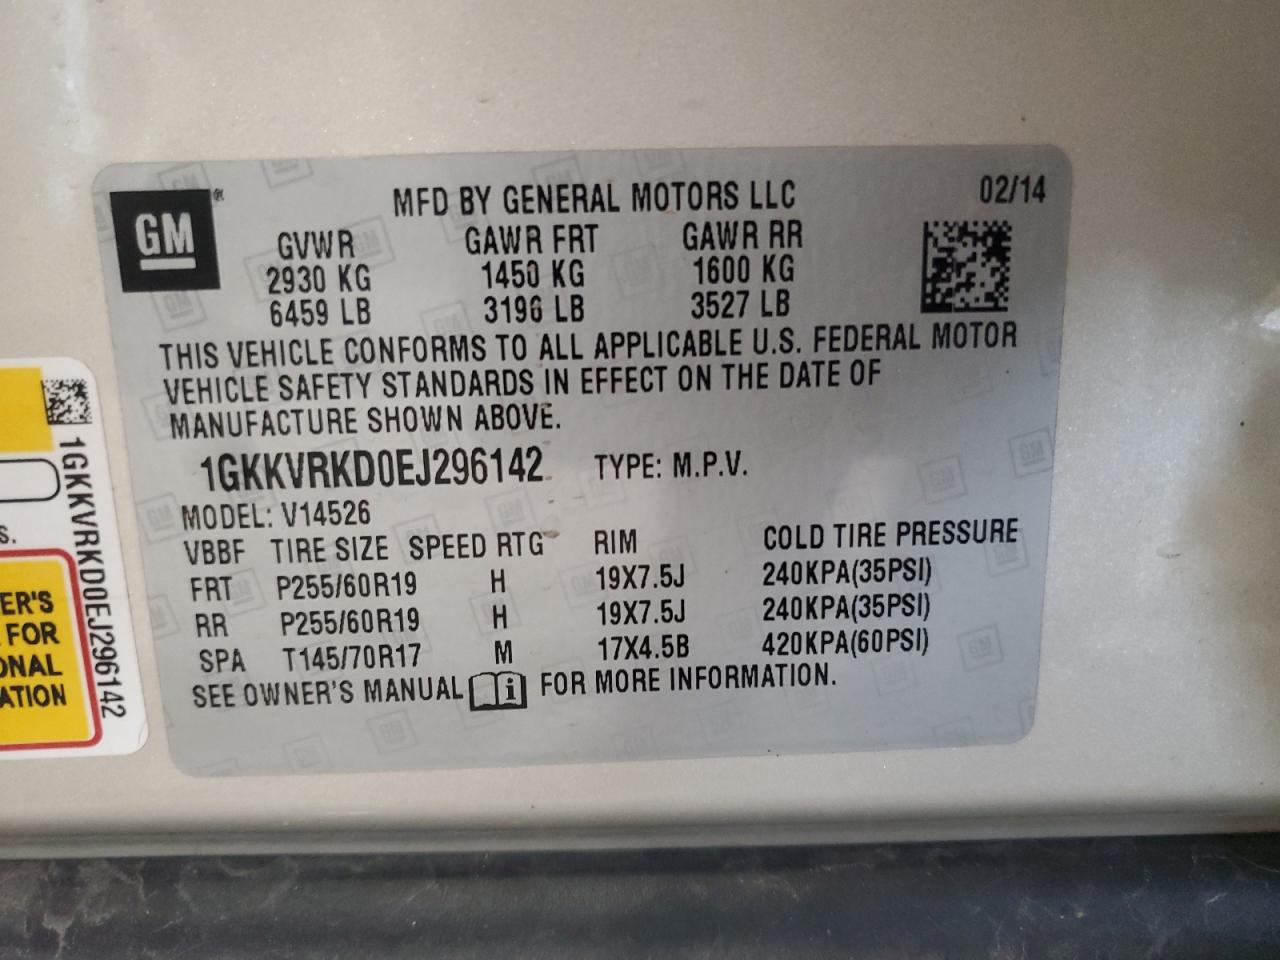 GM®
MFD BY GENERAL MOTORS LLC 02/14
GVWR GAWR FRT GAWR RR
2930 KG 1450 KG 1600 KG
6459 LB 3196 LB 3527 LB
THIS VEHICLE CONFORMS TO ALL APPLICABLE U.S. FEDERAL MOTOR
VEHICLE SAFETY STANDARDS IN EFFECT ON THE DATE OF
MANUFACTURE SHOWN ABOVE.
1GKKVRKD0EJ296142 TYPE: M.P.V.
MODEL: V14526
VBBF TIRE SIZE SPEED RTG RIM COLD TIRE PRESSURE
FRT P255/60R19 H 19X7.5J 240KPA(35PSI)
RR P255/60R19 H 19X7.5J 240KPA(35PSI)
SPA T145/70R17 M 17X4.5B 420KPA(60PSI)
SEE OWNER'S MANUAL i FOR MORE INFORMATION.
1GKKVRKD0EJ296142
S.
ER'S
FOR
ONAL
ATION